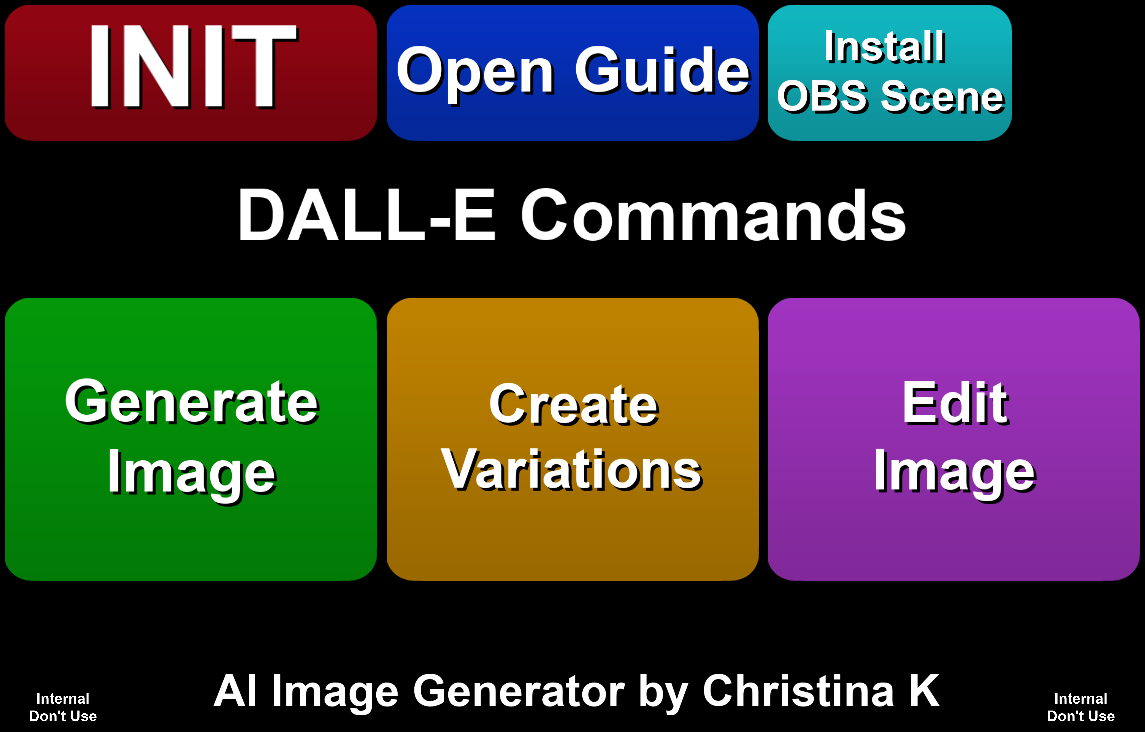 INIT
Open Guide
Install
OBS Scene
DALL-E Commands
Generate
Image
Create
Variations
Edit
Image
Internal
Don't Use
AI Image Generator by Christina K
Internal
Don't Use